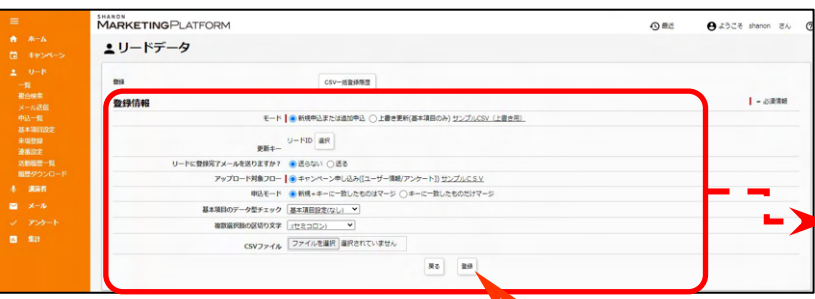 SHANON
MARKETINGPLATFORM
最近
ようこそ shanon さん
ホーム
キャンペーン
リード
一覧
複合検索
メール送信
申込一覧
基本項目設定
来場登録
連番設定
活動履歴一覧
履歴ダウンロード
講演者
メール
アンケート
集計
リードデータ
登録
CSV一括登録履歴
登録情報
= 必須情報
モード 新規申込または追加申込 上書き更新(基本項目のみ) サンプルCSV（上書き用）
更新キー リードID 選択
リードに登録完了メールを送りますか？ 送らない 送る
アップロード対象フロー キャンペーン申し込み([ユーザー情報/アンケート]) サンプルCSV
申込モード 新規+キーに一致したものはマージ キーに一致したものだけマージ
基本項目のデータ型チェック 基本項目設定(なし)
複数選択肢の区切り文字 ;(セミコロン)
CSVファイル ファイルを選択 選択されていません
戻る 登録